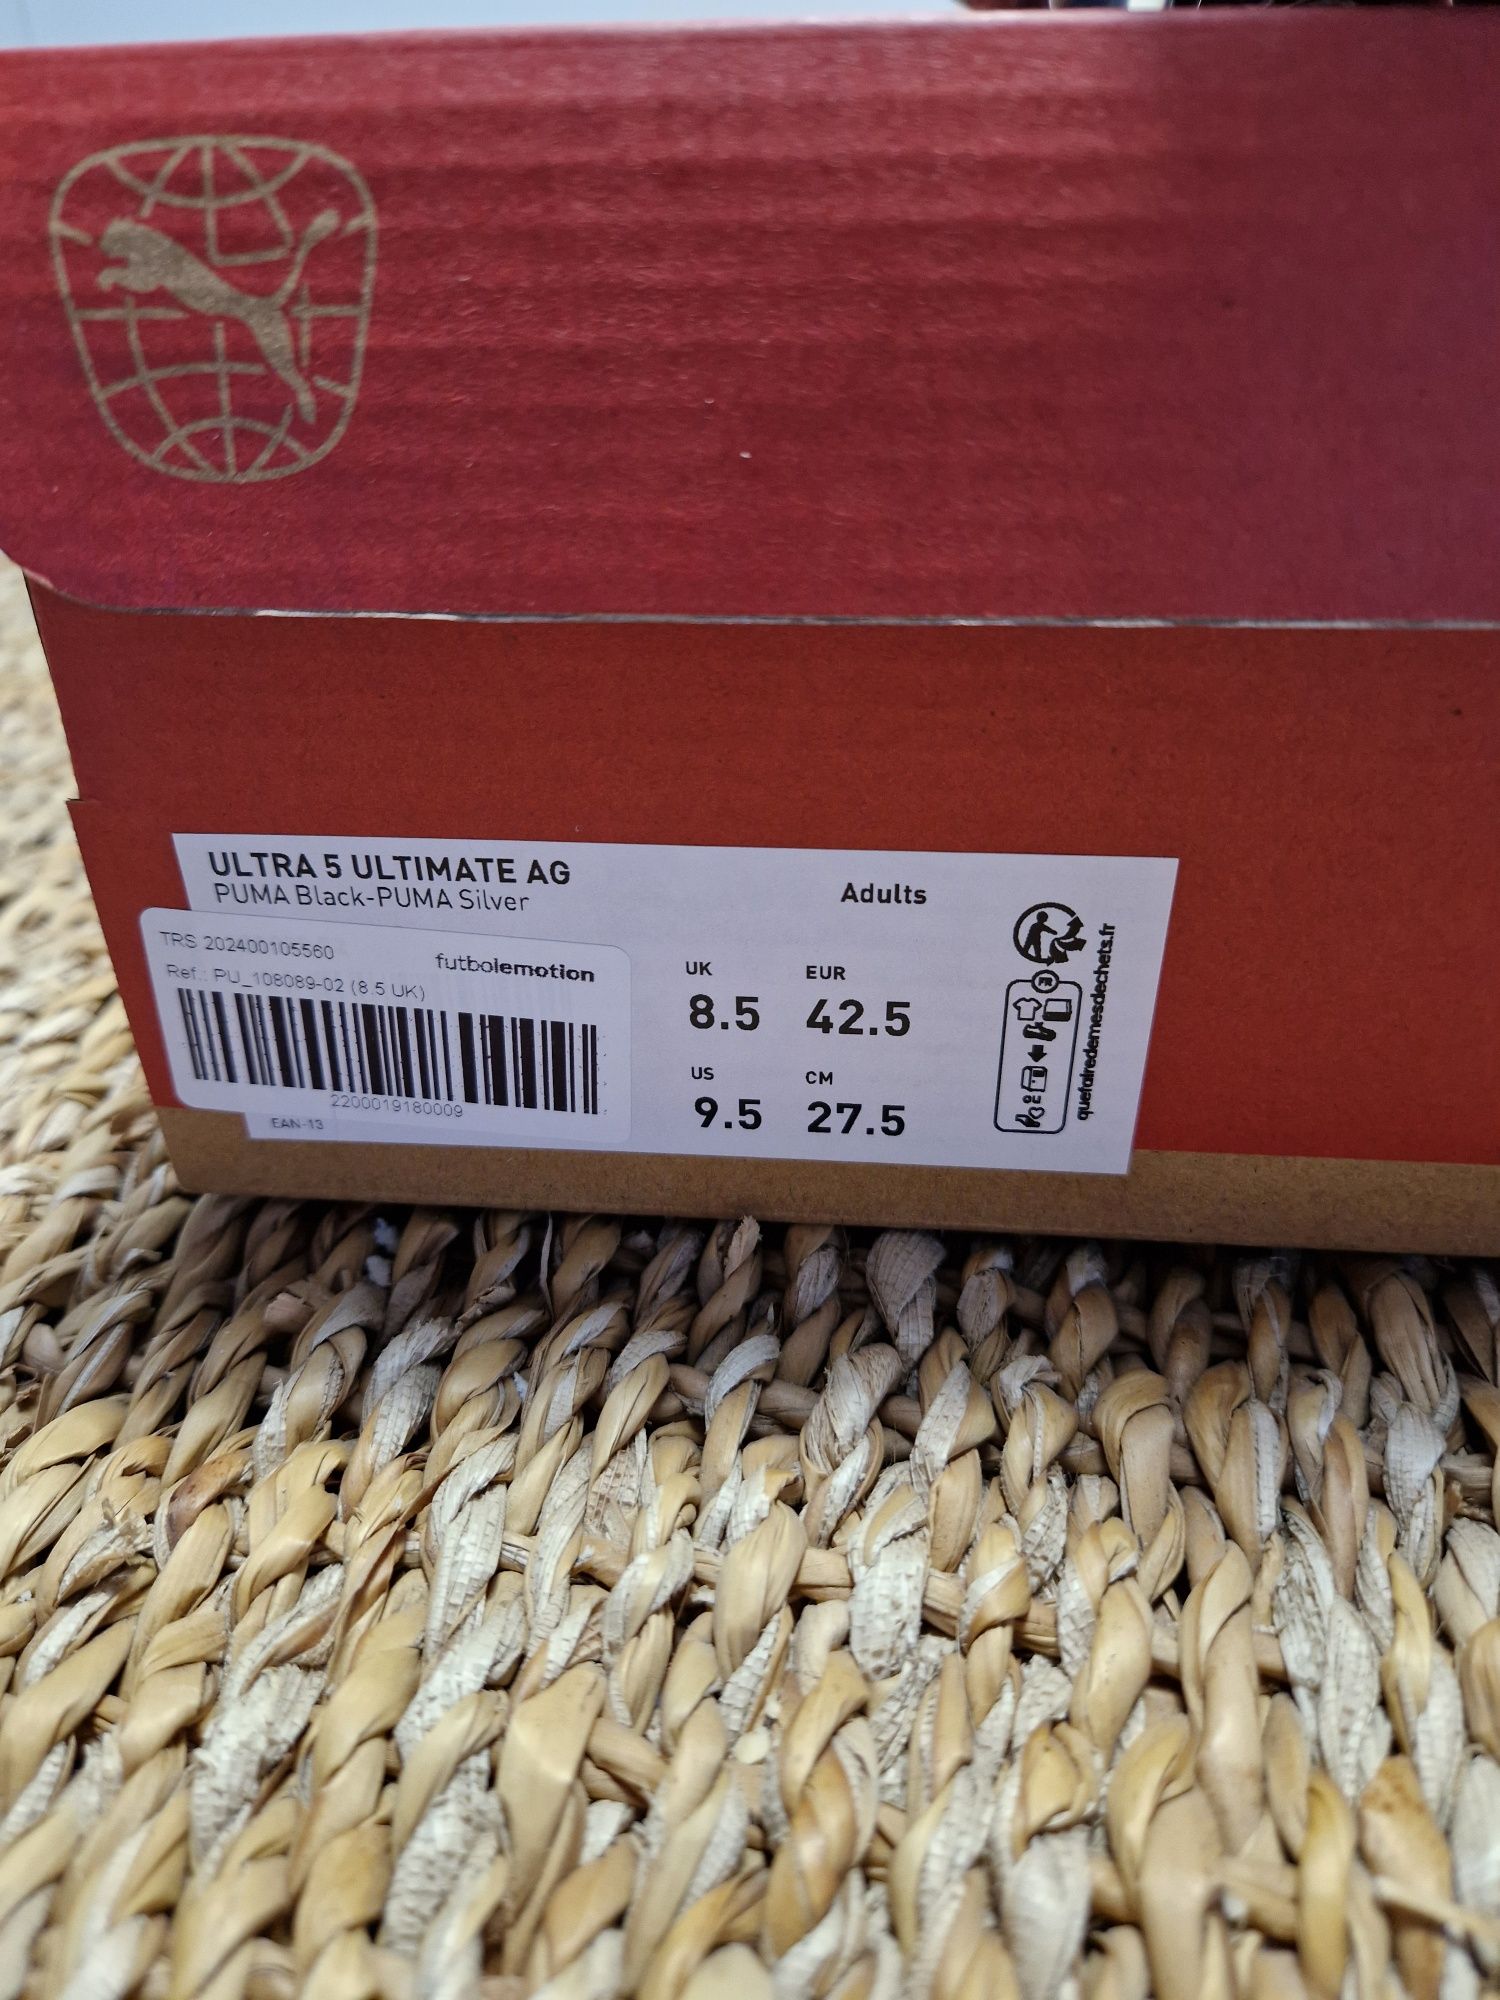 ULTRA 5 ULTIMATE AG
PUMA Black-PUMA Silver
Adults
TRS 202400105560
futbolemotion
Ref.: PU_108089-02 (8.5 UK)
2200019180009
EAN-13
UK
EUR
8.5
42.5
US
CM
9.5
27.5
FR
quefairedemesdechets.fr